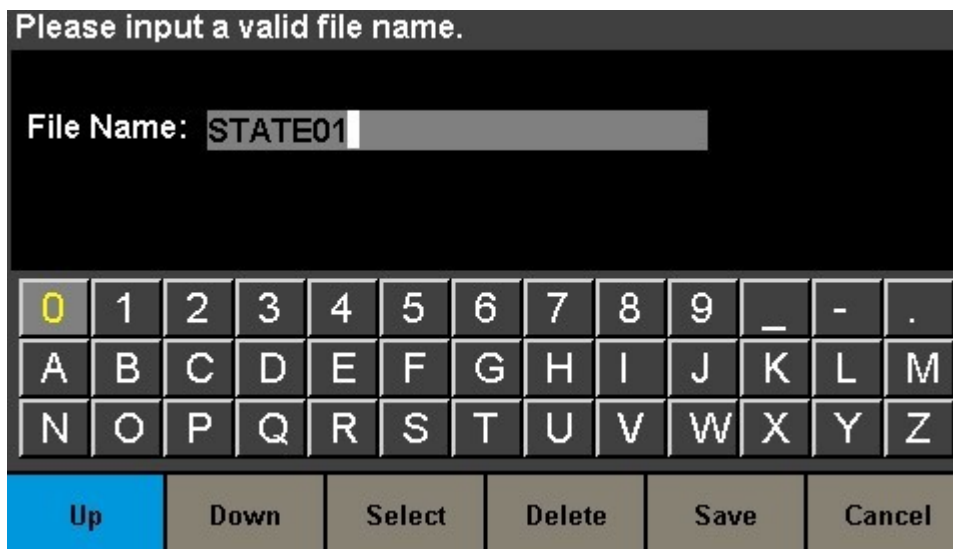 Please input a valid file name.
File Name: STATE01
0 1 2 3 4 5 6 7 8 9 _ - .
A B C D E F G H I J K L M
N O P Q R S T U V W X Y Z
Up Down Select Delete Save Cancel